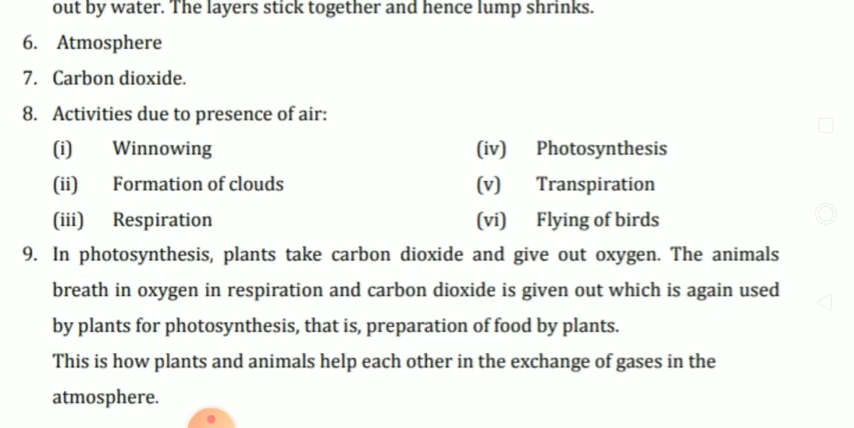 out by water. The layers stick together and hence lump shrinks.
6. Atmosphere
7. Carbon dioxide.
8. Activities due to presence of air:
(i) Winnowing (iv) Photosynthesis
(ii) Formation of clouds (v) Transpiration
(iii) Respiration (vi) Flying of birds
9. In photosynthesis, plants take carbon dioxide and give out oxygen. The animals
breath in oxygen in respiration and carbon dioxide is given out which is again used
by plants for photosynthesis, that is, preparation of food by plants.
This is how plants and animals help each other in the exchange of gases in the
atmosphere.